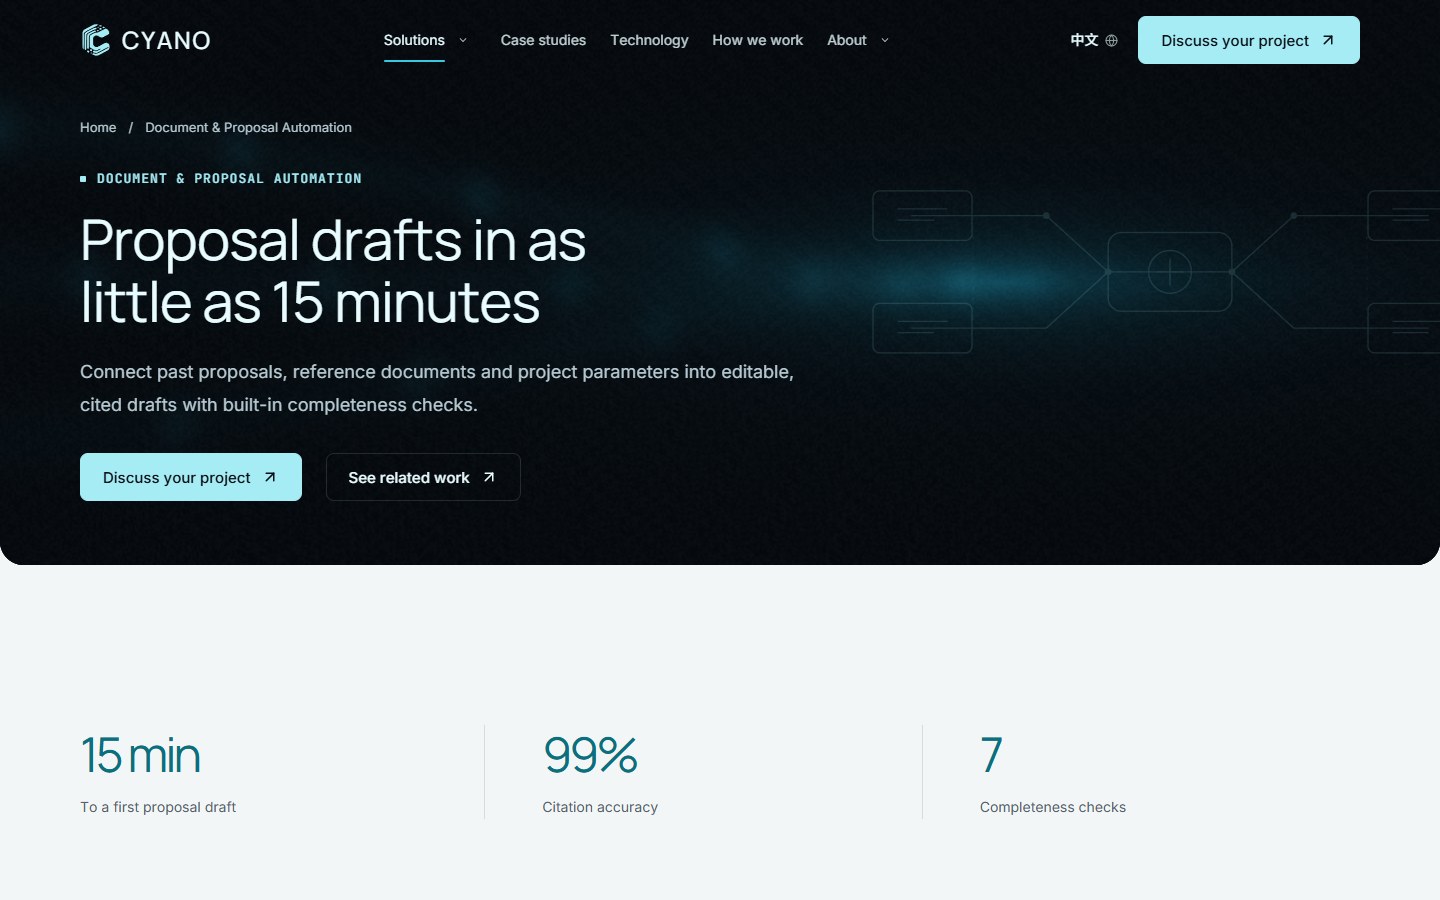 CYANO
Solutions
Case studies
Technology
How we work
About
中文
Discuss your project
Home / Document & Proposal Automation
DOCUMENT & PROPOSAL AUTOMATION
Proposal drafts in as
little as 15 minutes
Connect past proposals, reference documents and project parameters into editable,
cited drafts with built-in completeness checks.
Discuss your project
See related work
15 min
To a first proposal draft
99%
Citation accuracy
7
Completeness checks